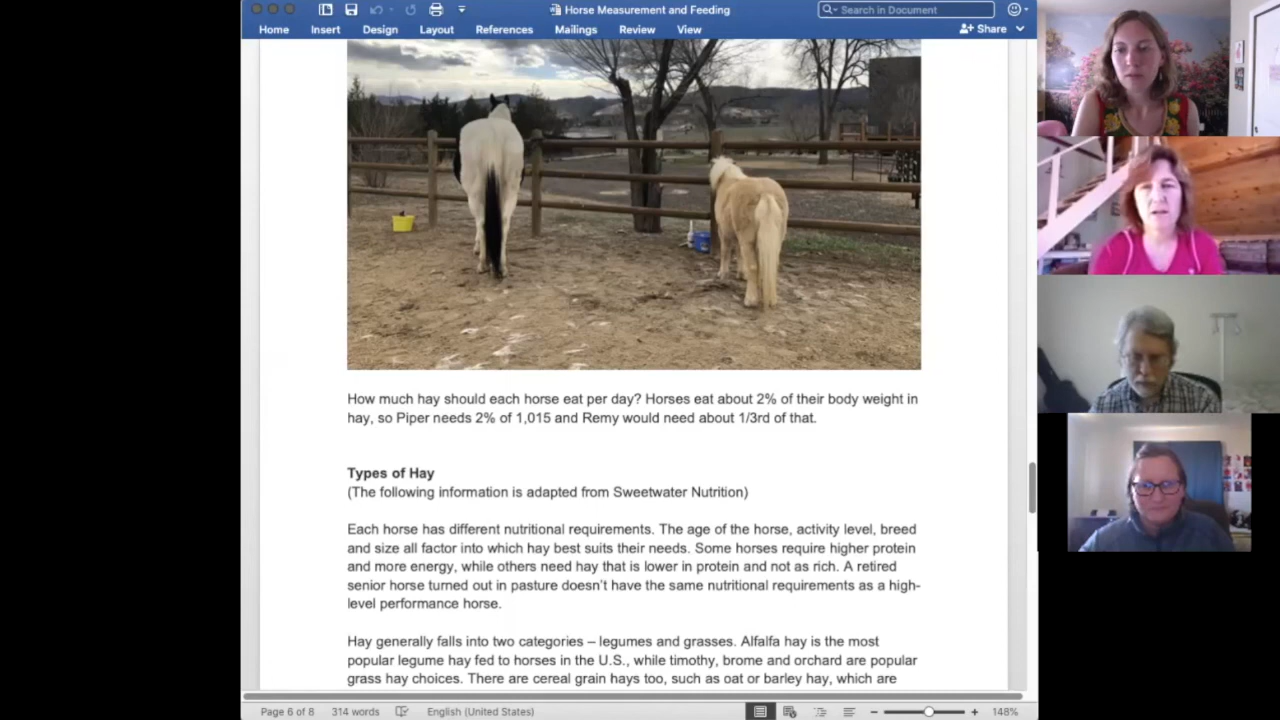 Horse Measurement and Feeding
Search in Document
Home Insert Design Layout References Mailings Review View
Share
How much hay should each horse eat per day? Horses eat about 2% of their body weight in
hay, so Piper needs 2% of 1,015 and Remy would need about 1/3rd of that.
Types of Hay
(The following information is adapted from Sweetwater Nutrition)
Each horse has different nutritional requirements. The age of the horse, activity level, breed
and size all factor into which hay best suits their needs. Some horses require higher protein
and more energy, while others need hay that is lower in protein and not as rich. A retired
senior horse turned out in pasture doesn't have the same nutritional requirements as a high-
level performance horse.
Hay generally falls into two categories – legumes and grasses. Alfalfa hay is the most
popular legume hay fed to horses in the U.S., while timothy, brome and orchard are popular
grass hay choices. There are cereal grain hays too, such as oat or barley hay, which are
Page 6 of 8 314 words English (United States) 148%